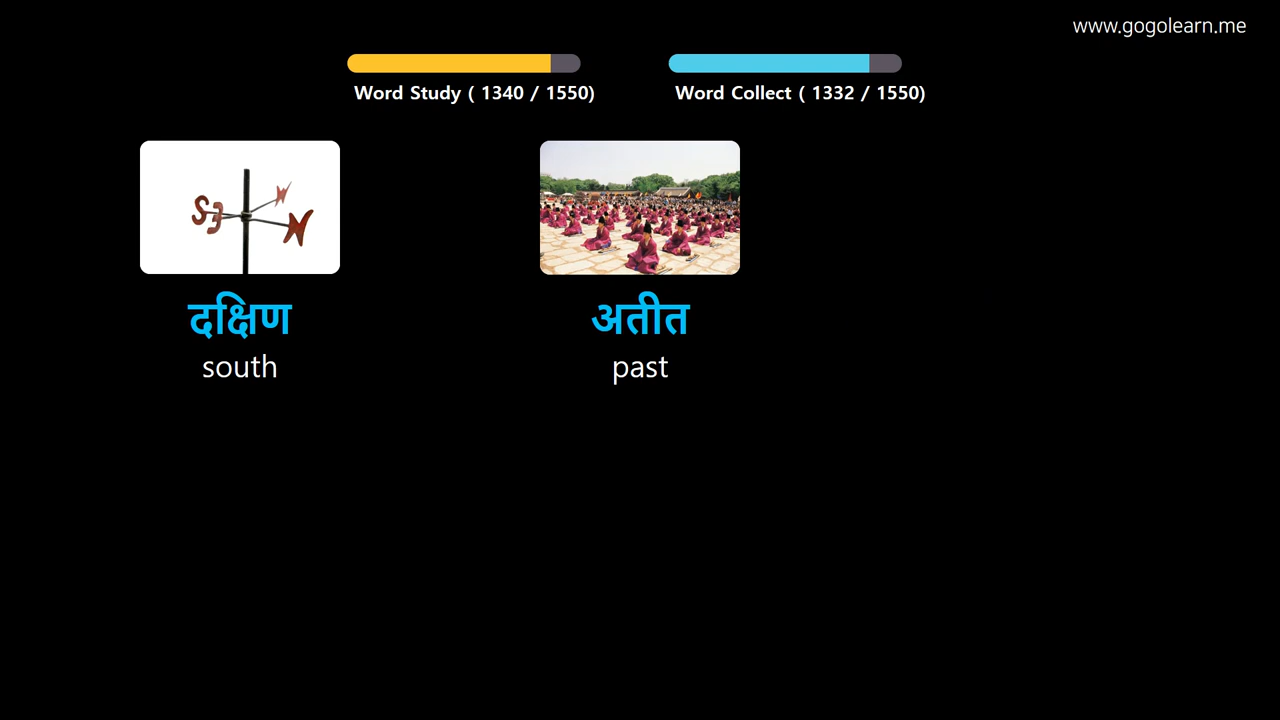 www.gogolearn.me
Word Study ( 1340 / 1550)
Word Collect ( 1332 / 1550)
S
E
W
N
दक्षिण
south
अतीत
past